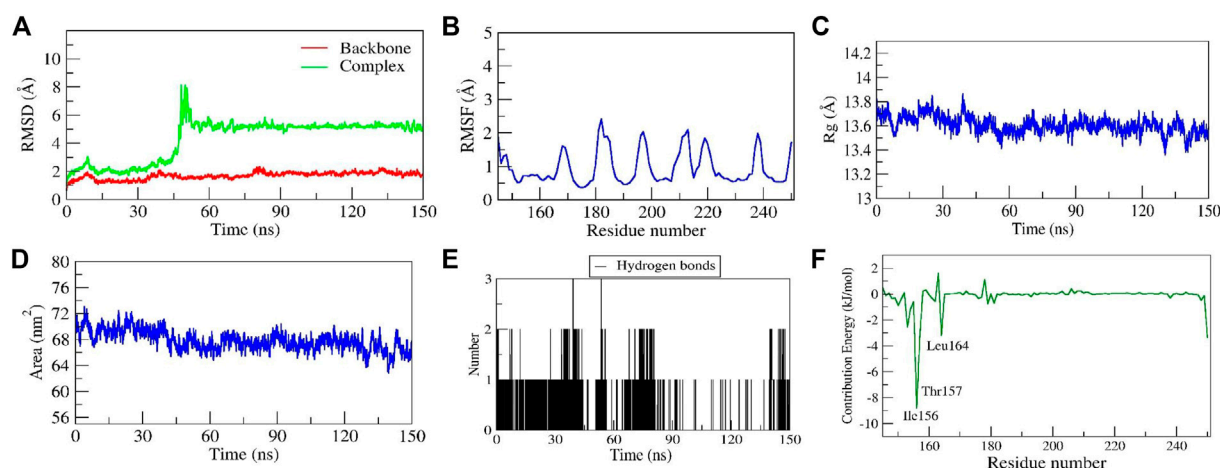 A
RMSD (Å)
10
8
6
4
2
0
Backbone
Complex
0 30 60 90 120 150
Time (ns)
B
RMSF (Å)
5
4
3
2
1
0
160 180 200 220 240
Residue number
C
Rg (Å)
14.2
14
13.8
13.6
13.4
13.2
13
0 30 60 90 120 150
Time (ns)
D
Area (nm²)
80
76
72
68
64
60
56
0 30 60 90 120 150
Time (ns)
E
Hydrogen bonds
Number
3
2
1
0
0 30 60 90 120 150
Time (ns)
F
Contribution Energy (kJ/mol)
2
0
-2
-4
-6
-8
-10
Leu164
Thr157
Ile156
160 180 200 220 240
Residue number